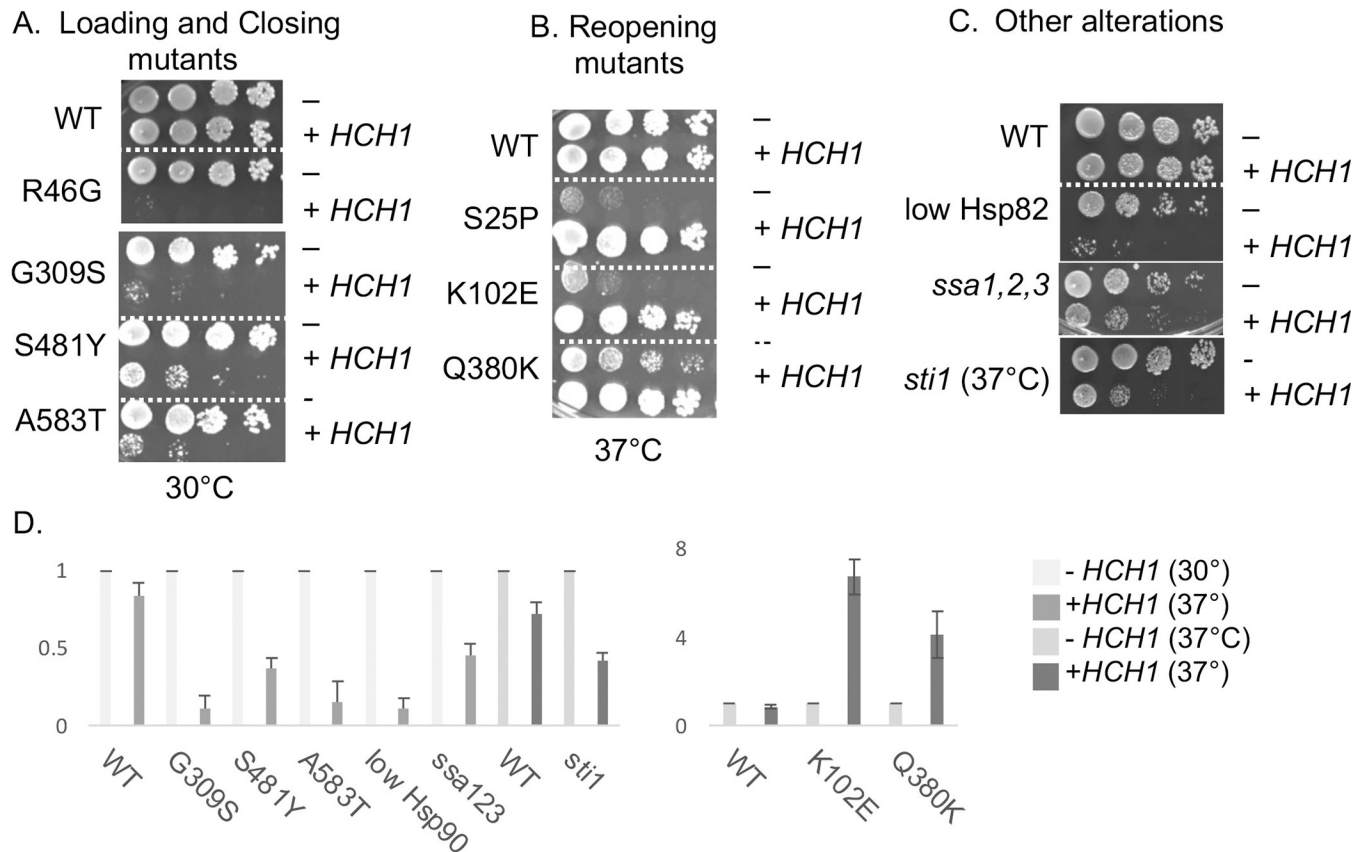 A. Loading and Closing
mutants
WT
–
+ HCH1
R46G
–
+ HCH1
G309S
–
+ HCH1
S481Y
–
+ HCH1
A583T
-
+ HCH1
30°C
B. Reopening
mutants
WT
–
+ HCH1
S25P
–
+ HCH1
K102E
–
+ HCH1
Q380K
--
+ HCH1
37°C
C. Other alterations
WT
–
+ HCH1
low Hsp82
–
+ HCH1
ssa1,2,3
–
+ HCH1
sti1 (37°C)
-
+ HCH1
D.
1
0.5
0
WT
G309S
S481Y
A583T
low Hsp90
ssa123
WT
sti1
8
4
0
WT
K102E
Q380K
- HCH1 (30°)
+HCH1 (37°)
- HCH1 (37°C)
+HCH1 (37°)